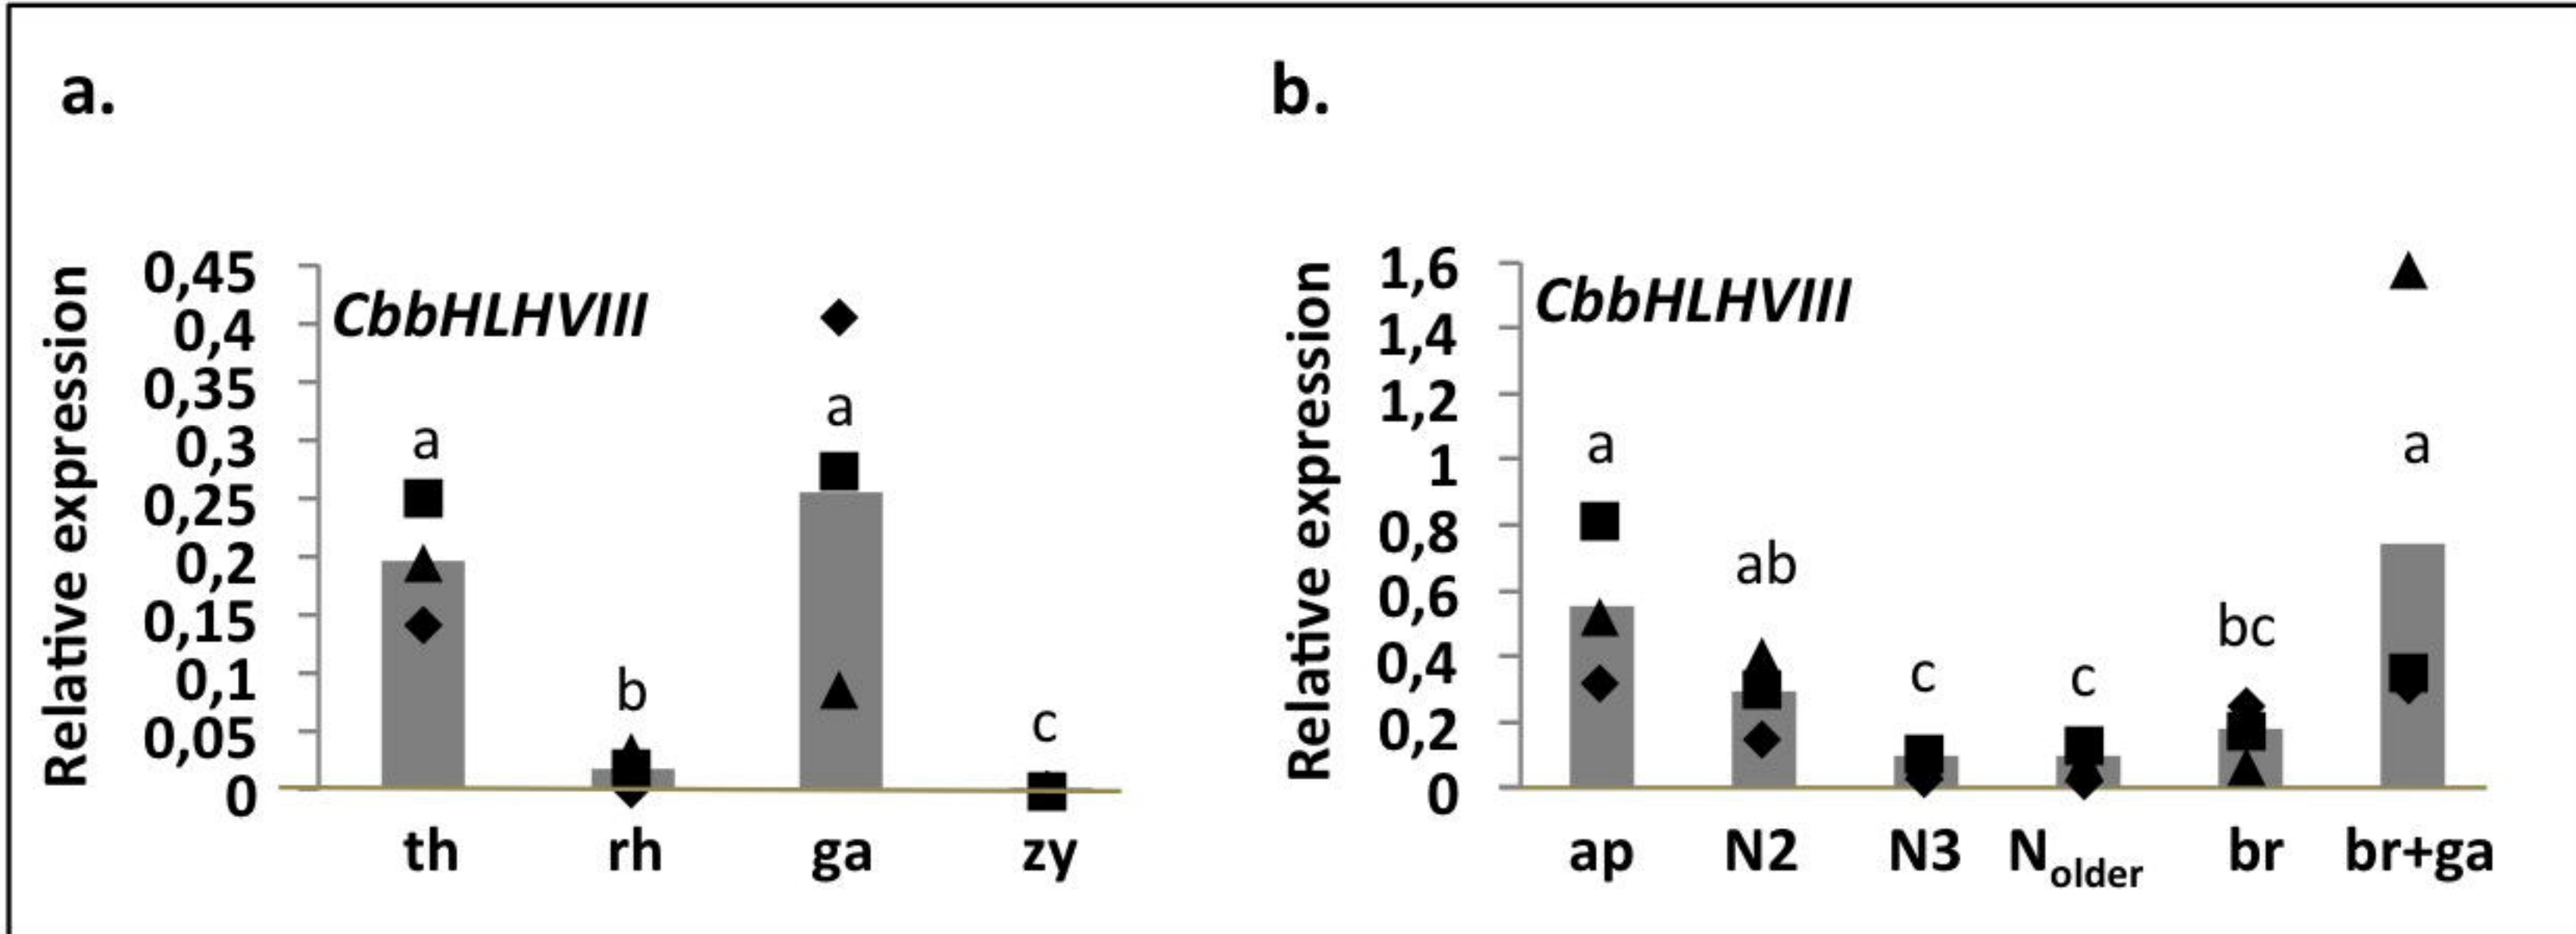 a.
Relative expression
0,45
0,4
0,35
0,3
0,25
0,2
0,15
0,1
0,05
0
CbbHLHVIII
a
b
a
c
th rh ga zy
b.
Relative expression
1,6
1,4
1,2
1
0,8
0,6
0,4
0,2
0
CbbHLHVIII
a
ab
c
c
bc
a
ap N2 N3 Nolder br br+ga